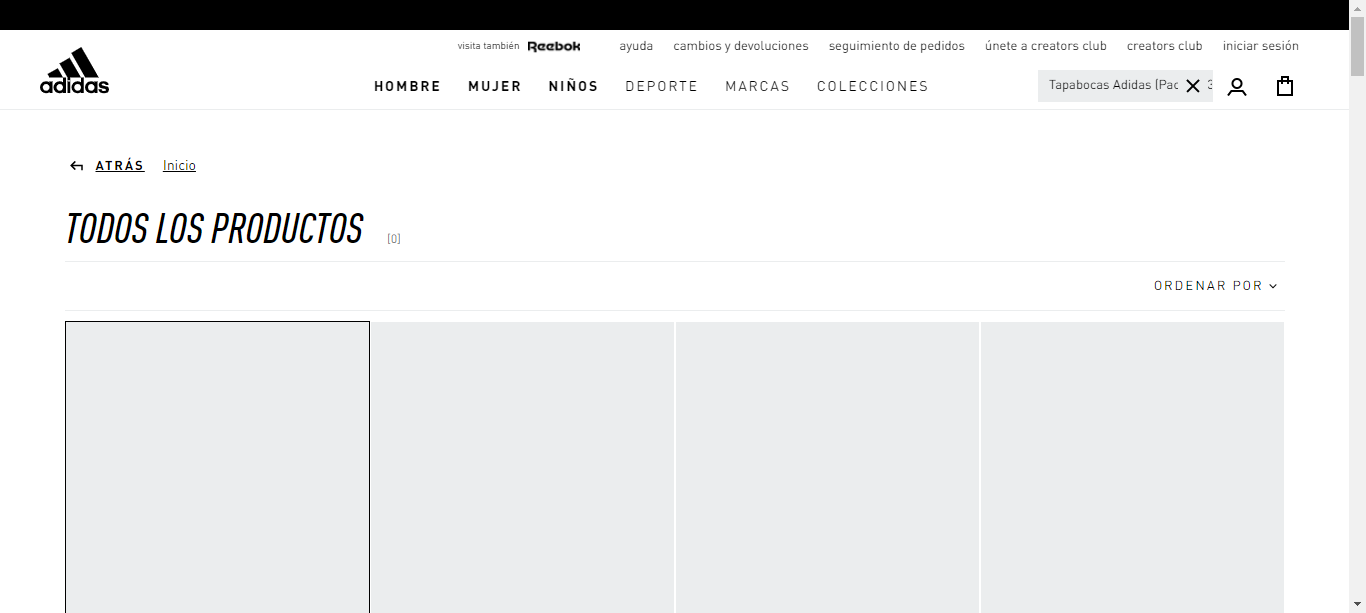 visita también Reebok ayuda cambios y devoluciones seguimiento de pedidos únete a creators club creators club iniciar sesión
adidas
HOMBRE MUJER NIÑOS DEPORTE MARCAS COLECCIONES Tapabocas Adidas (Pac 3
ATRÁS Inicio
TODOS LOS PRODUCTOS [0]
ORDENAR POR